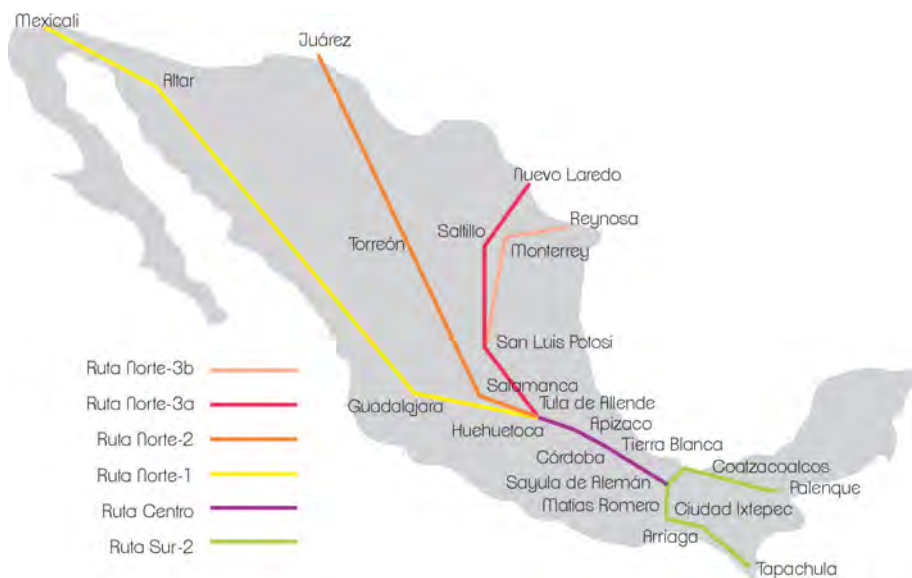 Mexicali
Juárez
Altar
Nuevo Laredo
Reynosa
Saltillo
Torreón
Monterrey
San Luis Potosi
Ruta Norte-3b
Salamanca
Ruta Norte-3a
Tula de Allende
Guadalajara
Apizaco
Huehuetoca
Ruta Norte-2
Tierra Blanca
Córdoba
Coatzacoalcos
Ruta Norte-1
Sayula de Alemán
Palenque
Matías Romero
Ciudad Ixtepec
Ruta Centro
Arriaga
Ruta Sur-2
Tapachula